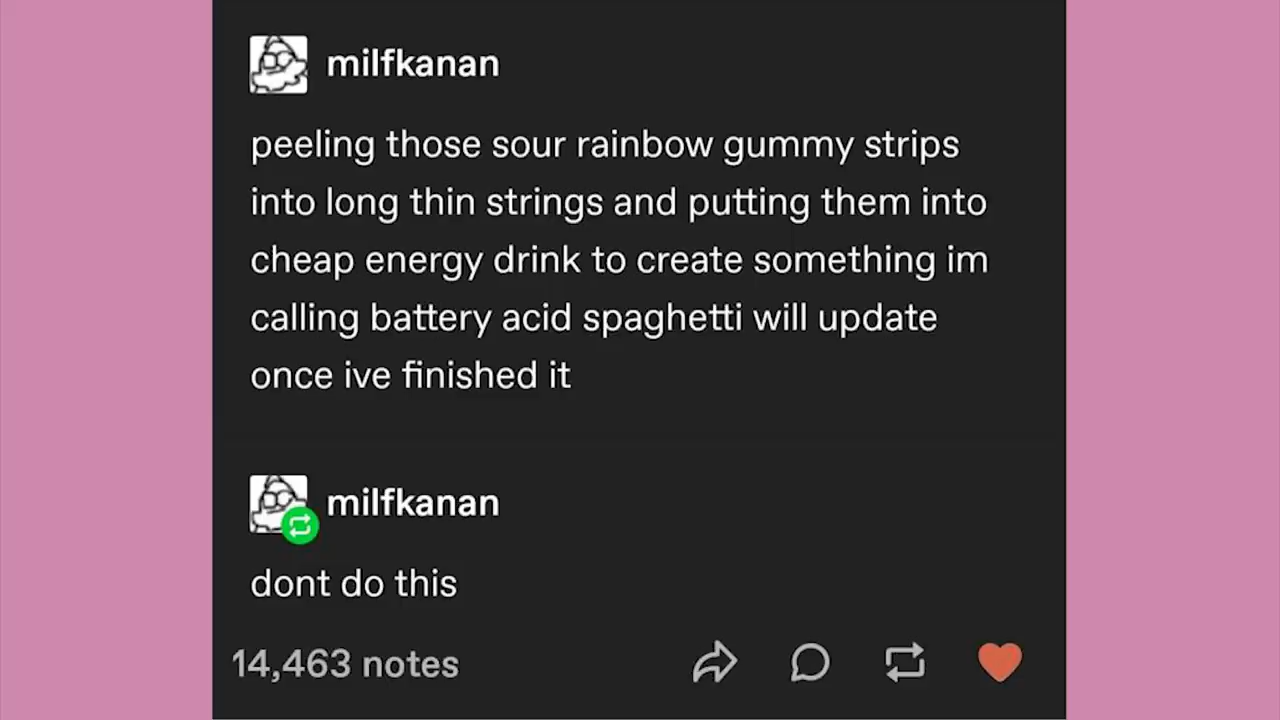 milfkanan
peeling those sour rainbow gummy strips
into long thin strings and putting them into
cheap energy drink to create something im
calling battery acid spaghetti will update
once ive finished it
milfkanan
dont do this
14,463 notes